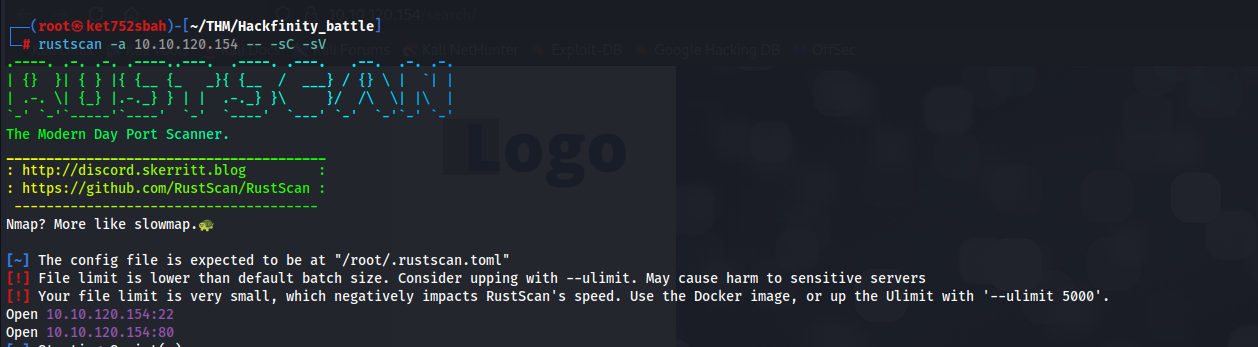 10.10.120.154/search/
┌──(root㉿ket752sbah)-[~/THM/Hackfinity_battle]
└─# rustscan -a 10.10.120.154 -- -sC -sV
Forums Kali NetHunter Exploit-DB Google Hacking DB OffSec
.----. .-. .-. .----..---.  .----. .---.   .--.  .-. .-.
| {}  }| { } |{ {__ {_   _}{ {__  /  ___} / {} \ |  `| |
| .-. \| {_} |.-._} } | |  .-._} }\     }/  /\  \| |\  |
`-' `-'`-----'`----'  `-'  `----'  `---' `-'  `-'`-' `-'
The Modern Day Port Scanner.
Logo
________________________________________
: http://discord.skerritt.blog         :
: https://github.com/RustScan/RustScan :
 --------------------------------------
Nmap? More like slowmap.🐢
[~] The config file is expected to be at "/root/.rustscan.toml"
[!] File limit is lower than default batch size. Consider upping with --ulimit. May cause harm to sensitive servers
[!] Your file limit is very small, which negatively impacts RustScan's speed. Use the Docker image, or up the Ulimit with '--ulimit 5000'.
Open 10.10.120.154:22
Open 10.10.120.154:80